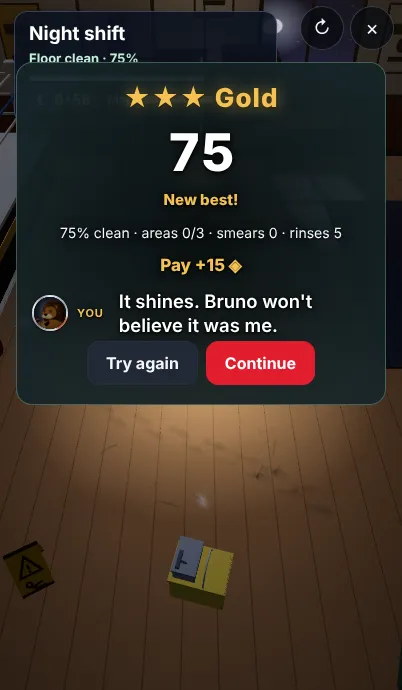 Night shift
Floor clean · 75%
★★★ Gold
75
New best!
75% clean · areas 0/3 · smears 0 · rinses 5
Pay +15
YOU
It shines. Bruno won't
believe it was me.
Try again
Continue